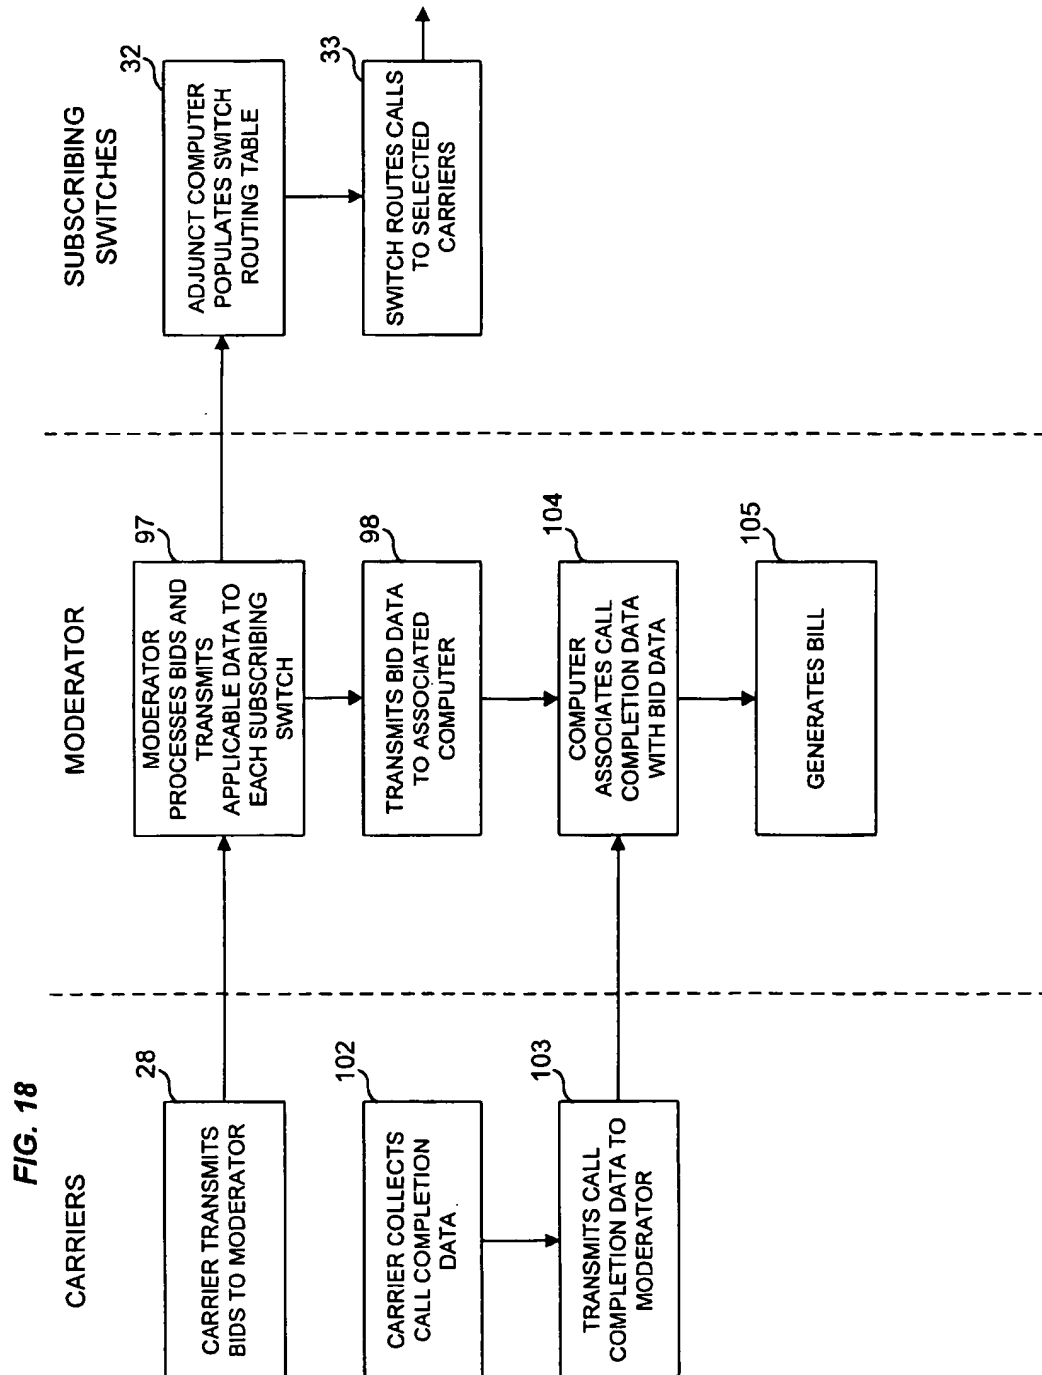 FIG. 18
CARRIERS
28
CARRIER TRANSMITS
BIDS TO MODERATOR
102
CARRIER COLLECTS
CALL COMPLETION
DATA
103
TRANSMITS CALL
COMPLETION DATA TO
MODERATOR
MODERATOR
97
MODERATOR
PROCESSES BIDS AND
TRANSMITS
APPLICABLE DATA TO
EACH SUBSCRIBING
SWITCH
98
TRANSMITS BID DATA
TO ASSOCIATED
COMPUTER
104
COMPUTER
ASSOCIATES CALL
COMPLETION DATA
WITH BID DATA
105
GENERATES BILL
SUBSCRIBING
SWITCHES
32
ADJUNCT COMPUTER
POPULATES SWITCH
ROUTING TABLE
33
SWITCH ROUTES CALLS
TO SELECTED
CARRIERS